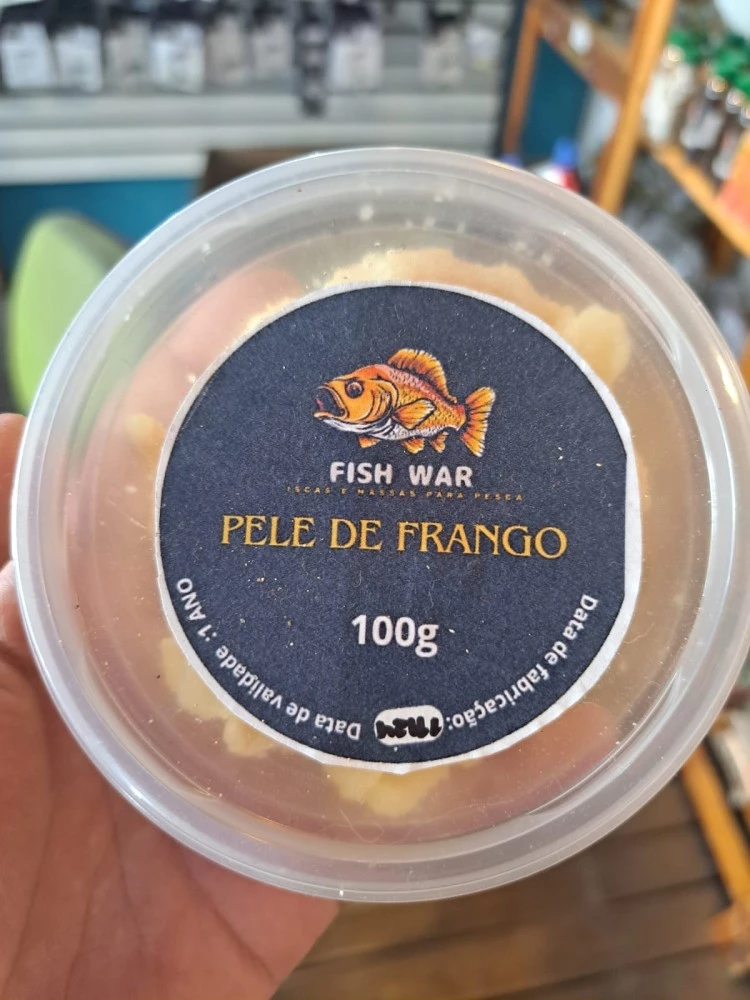 FISH WAR
ISCAS E MASSAS PARA PESCA
PELE DE FRANGO
100g
Data de fabricação:
Data de validade : 1 ANO